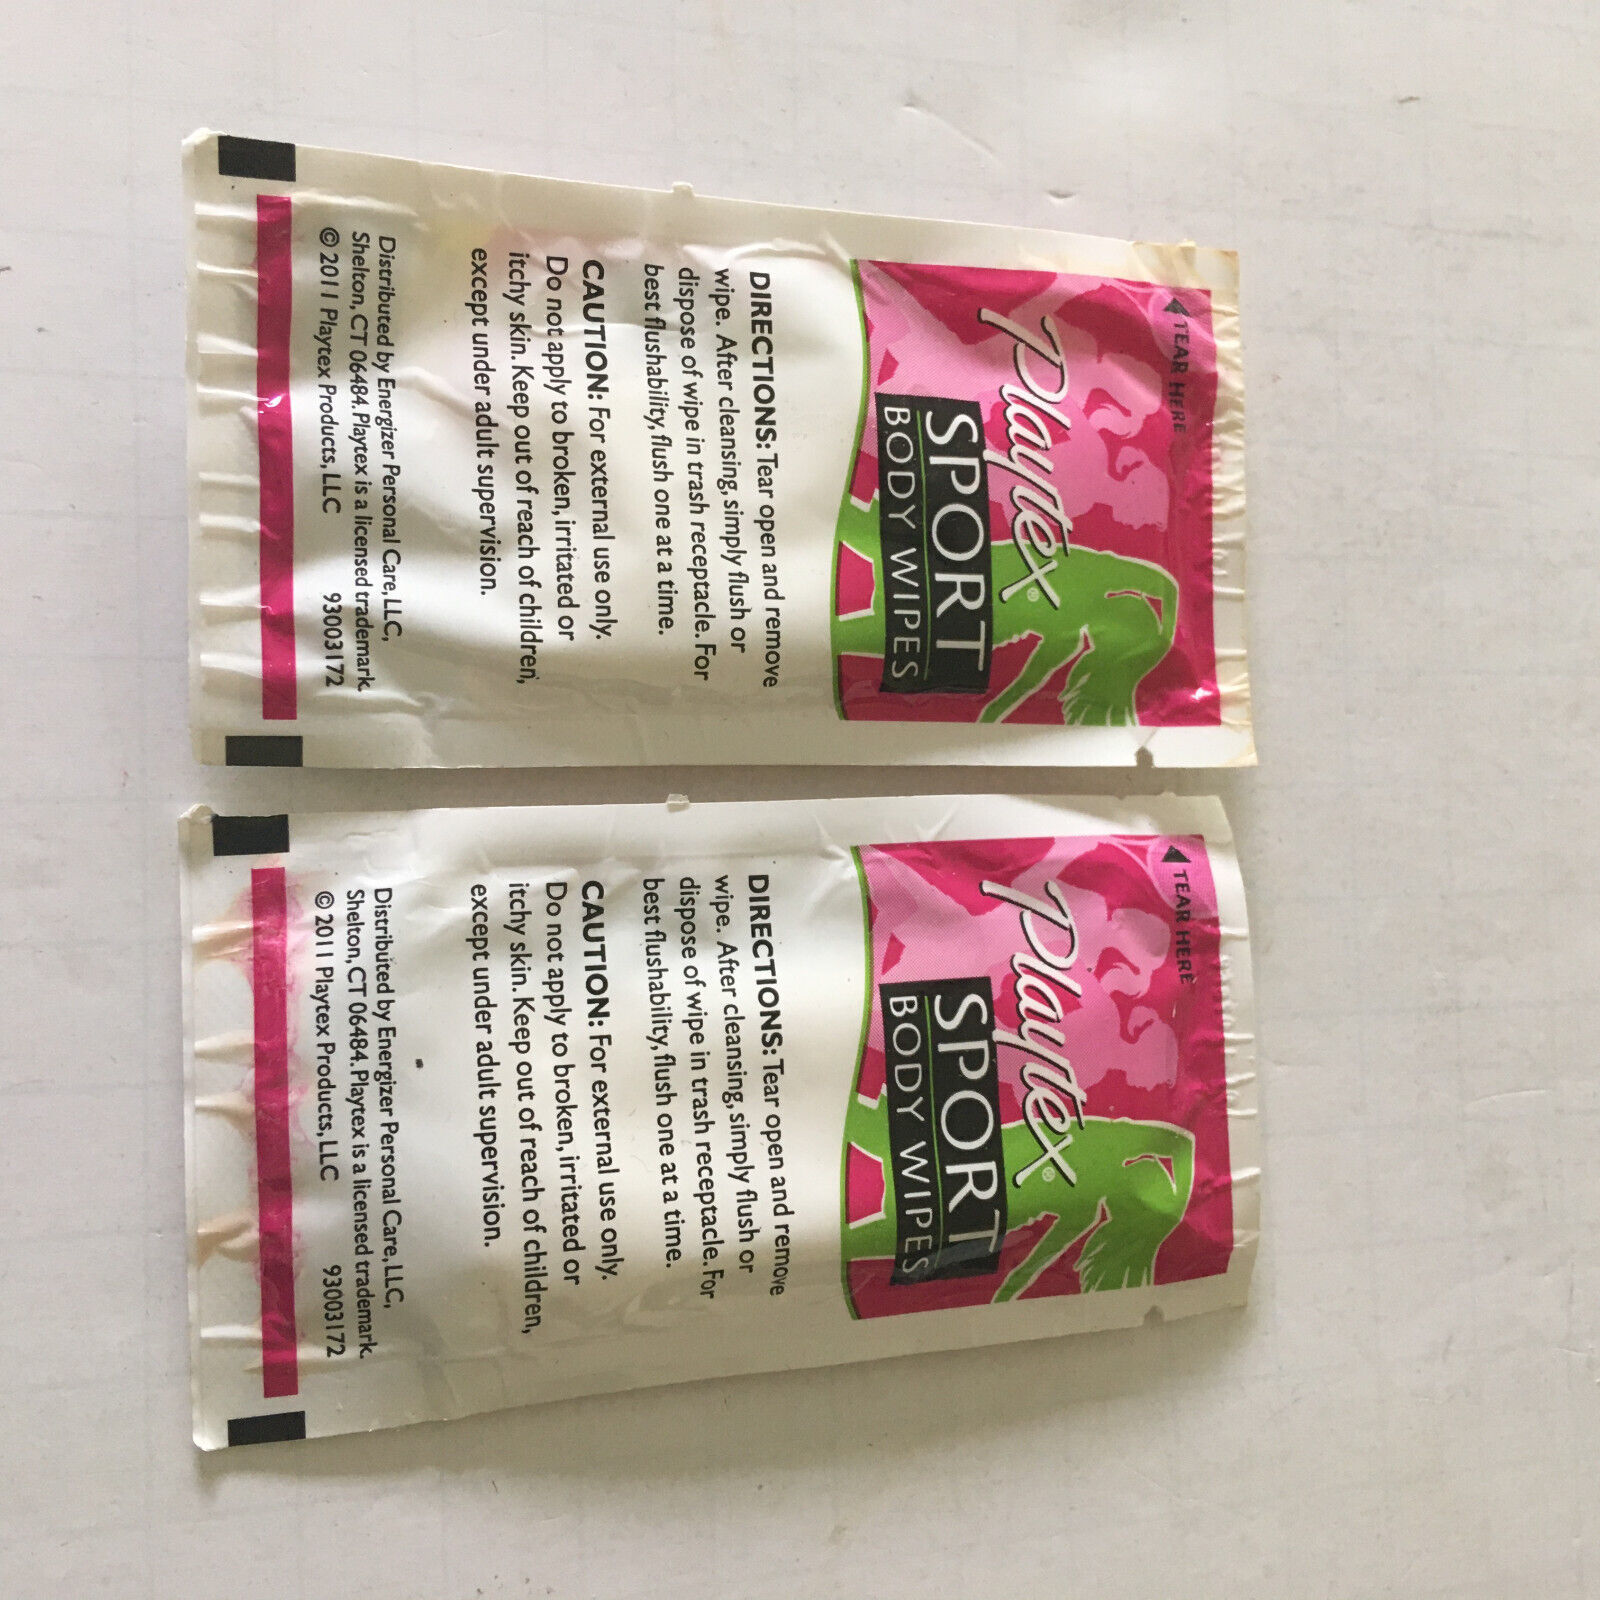 TEAR HERE
Playtex®
SPORT
BODY WIPES
DIRECTIONS: Tear open and remove
wipe. After cleansing, simply flush or
dispose of wipe in trash receptacle. For
best flushability, flush one at a time.
CAUTION: For external use only.
Do not apply to broken, irritated or
itchy skin. Keep out of reach of children,
except under adult supervision.
Distributed by Energizer Personal Care, LLC,
Shelton, CT 06484. Playtex is a licensed trademark.
© 2011 Playtex Products, LLC 93003172
TEAR HERE
Playtex®
SPORT
BODY WIPES
DIRECTIONS: Tear open and remove
wipe. After cleansing, simply flush or
dispose of wipe in trash receptacle. For
best flushability, flush one at a time.
CAUTION: For external use only.
Do not apply to broken, irritated or
itchy skin. Keep out of reach of children,
except under adult supervision.
Distributed by Energizer Personal Care, LLC,
Shelton, CT 06484. Playtex is a licensed trademark.
© 2011 Playtex Products, LLC 93003172